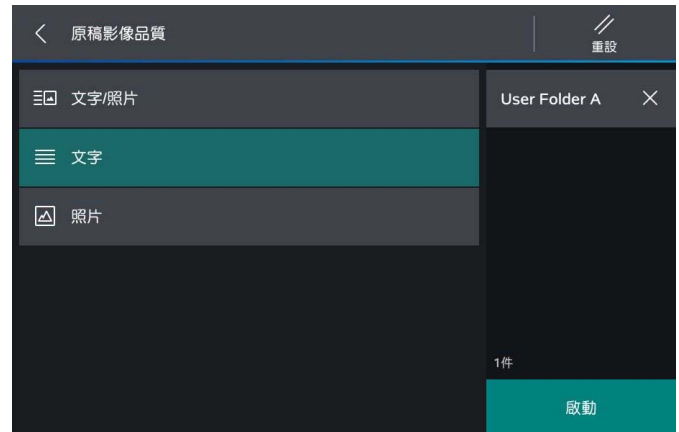 原稿影像品質
重設
文字/照片
文字
照片
User Folder A
1件
啟動